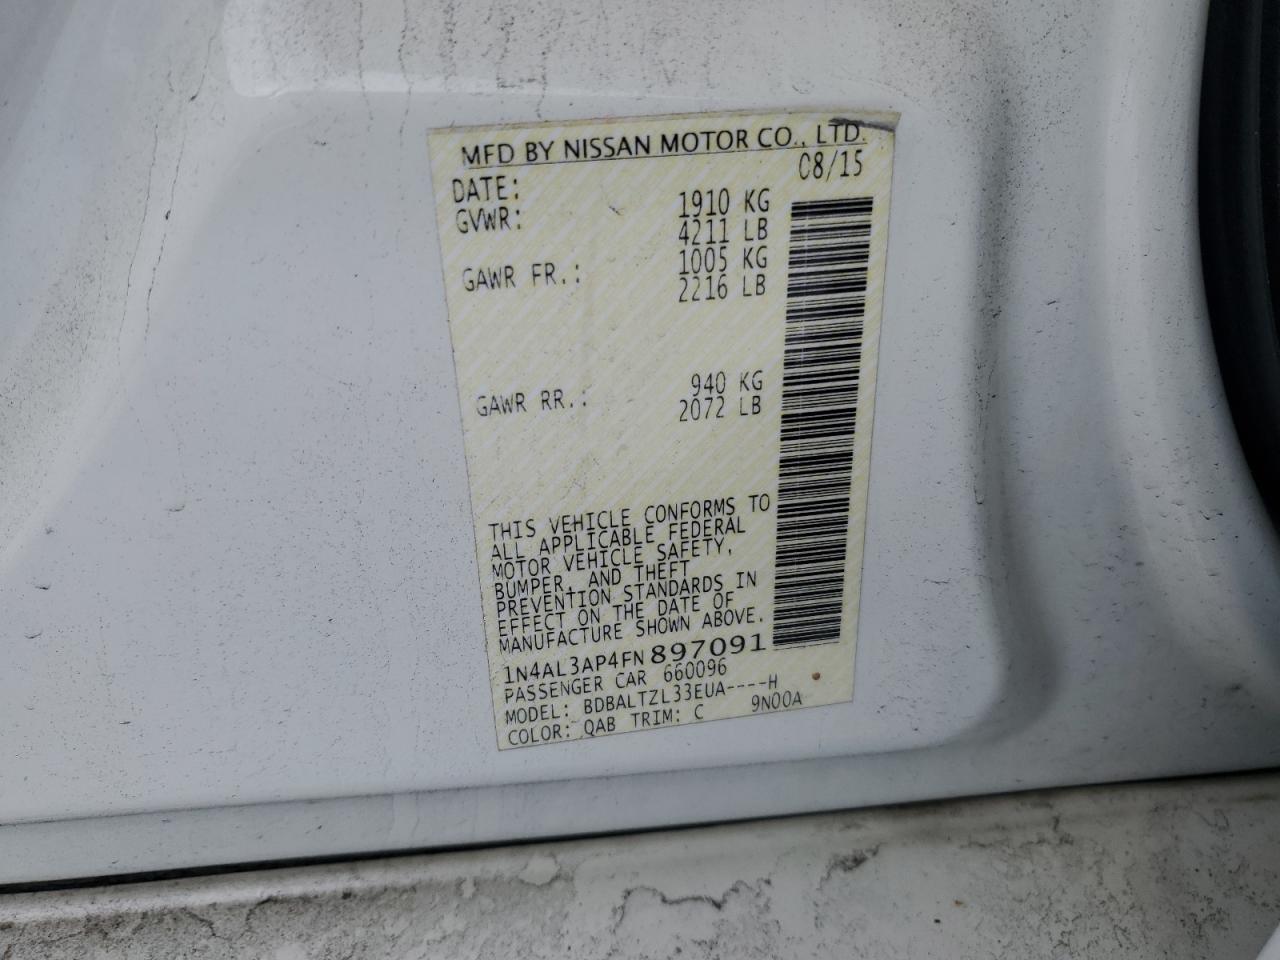 MFD BY NISSAN MOTOR CO., LTD.
DATE: 08/15
GVWR: 1910 KG
4211 LB
GAWR FR.: 1005 KG
2216 LB
GAWR RR.: 940 KG
2072 LB
THIS VEHICLE CONFORMS TO
ALL APPLICABLE FEDERAL
MOTOR VEHICLE SAFETY,
BUMPER, AND THEFT
PREVENTION STANDARDS IN
EFFECT ON THE DATE OF
MANUFACTURE SHOWN ABOVE.
1N4AL3AP4FN897091
PASSENGER CAR 660096
MODEL: BDBALTZL33EUA----H
COLOR: QAB TRIM: C 9N00A